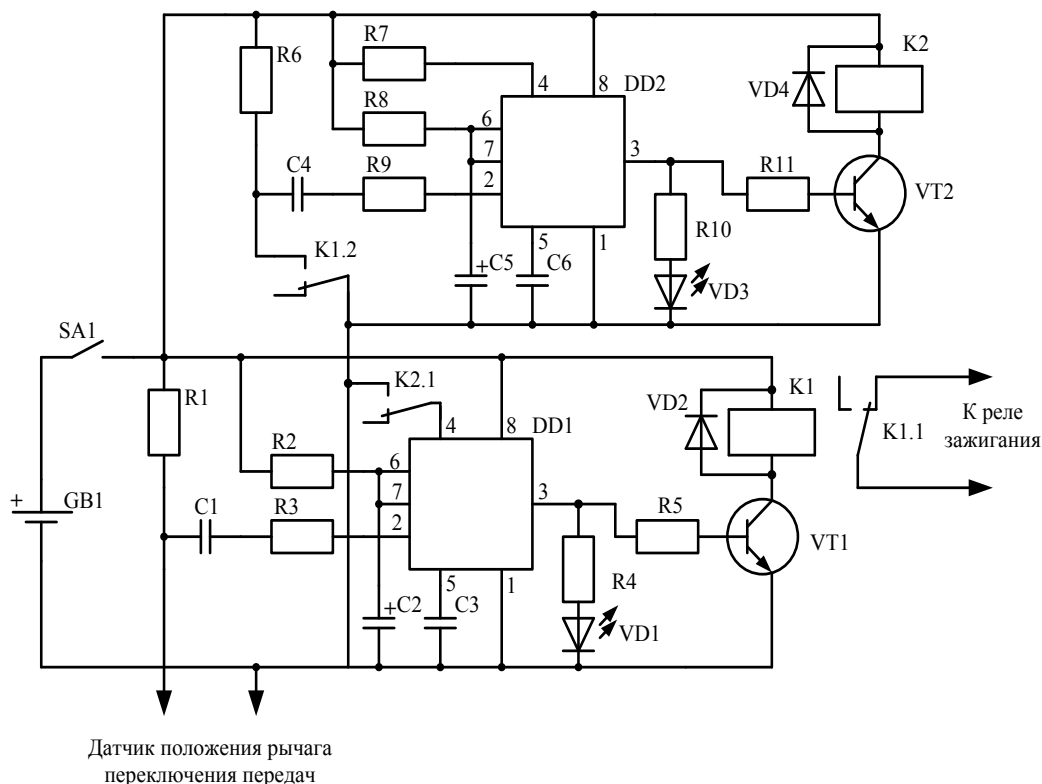 R7
K2
R6
4
8
DD2
VD4
R8
6
7
3
C4
R9
2
R11
VT2
R10
5
1
K1.2
+
C5
C6
VD3
SA1
R1
K2.1
K1
VD2
4
8
DD1
К реле
зажигания
K1.1
R2
6
7
3
+
GB1
C1
R3
2
R5
VT1
5
1
R4
+
C2
C3
VD1
Датчик положения рычага
переключения передач